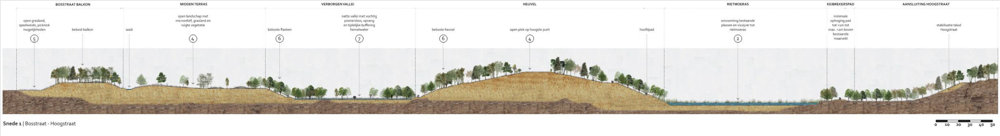 BOSSTRAAT BALKON
MIDDEN TERRAS
VERBORGEN VALLEI
HEUVEL
RIETMOERAS
KEIBREKERSPAD
AANSLUITING HOOGSTRAAT
open grasland,
speelweide, picknick
mogelijkheden
5
bebost balkon
wadi
open landschap met
microreliëf, grasland en
ruigte vegetatie
4
beboste flanken
6
natte vallei met vochtig
pioniersbos, opvang
en tijdelijke buffering
hemelwater
7
beboste heuvel
6
open plek op hoogste punt
4
hoofdpad
omvorming bestaande
plassen en visvijver tot
rietmoeras
2
minimale
ophoging pad
tot +1m tot
max. +2m boven
bestaande
maaiveld
stabilisatie talud
Hoogstraat
Snede 1 | Bosstraat - Hoogstraat
0 10 20 30 40 50